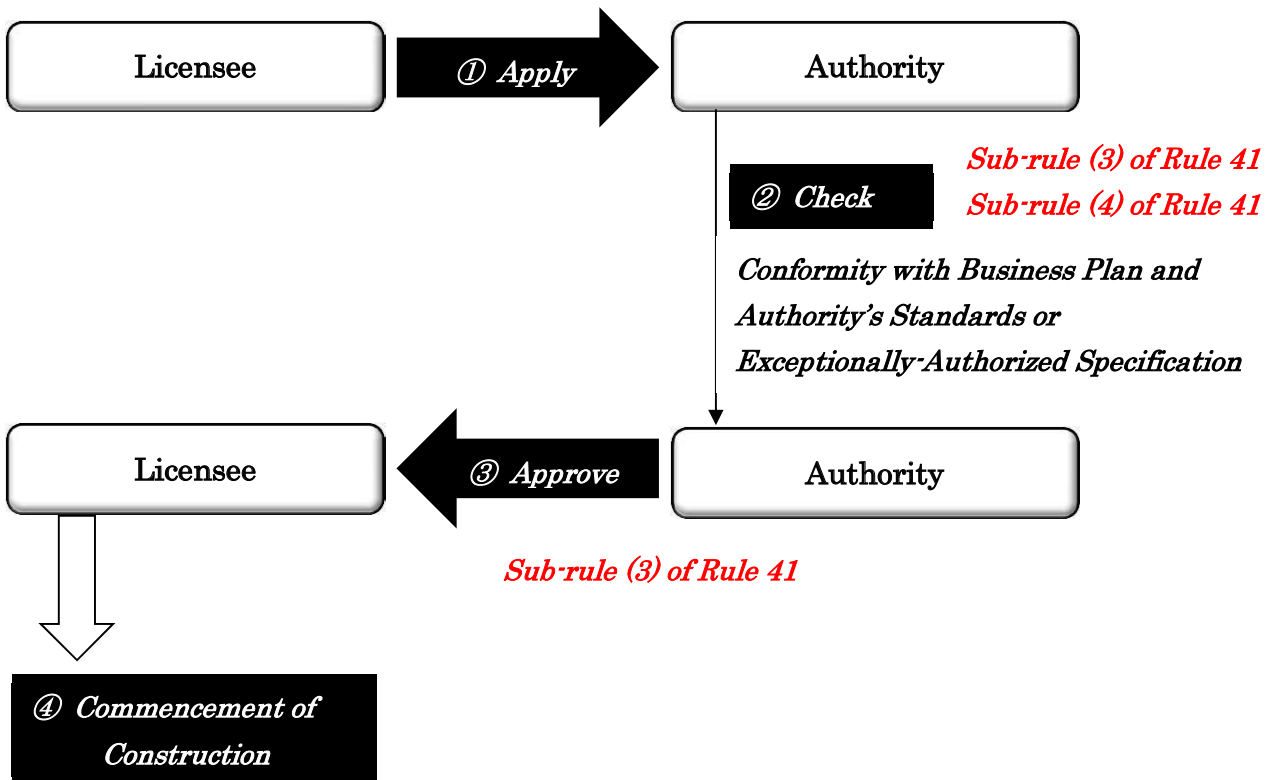 Licensee
① Apply
Authority
Sub-rule (3) of Rule 41
② Check
Sub-rule (4) of Rule 41
Conformity with Business Plan and
Authority’s Standards or
Exceptionally-Authorized Specification
Licensee
③ Approve
Authority
Sub-rule (3) of Rule 41
④ Commencement of
Construction